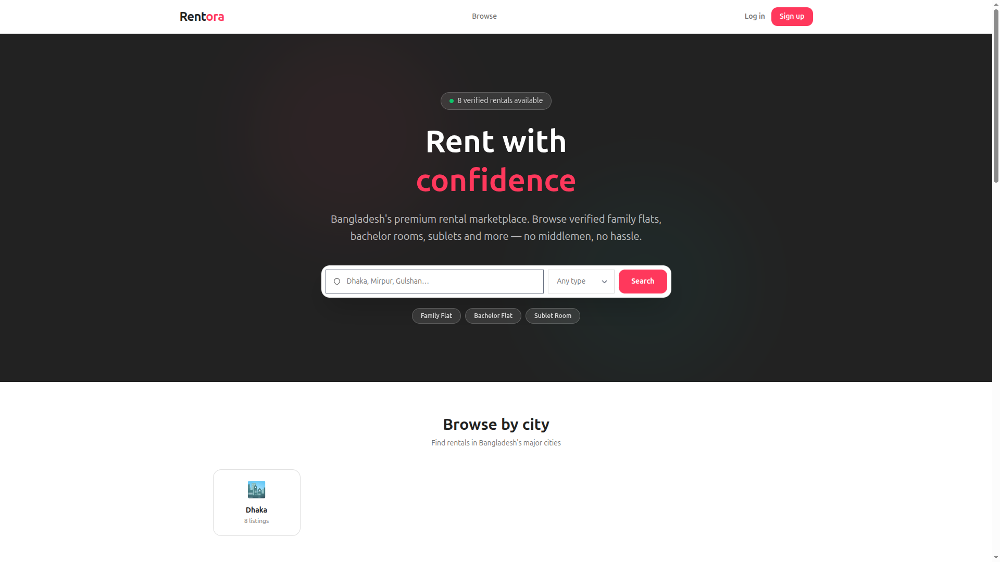 Rentora
Browse
Log in
Sign up
8 verified rentals available
Rent with
confidence
Bangladesh's premium rental marketplace. Browse verified family flats,
bachelor rooms, sublets and more — no middlemen, no hassle.
Dhaka, Mirpur, Gulshan…
Any type
Search
Family Flat
Bachelor Flat
Sublet Room
Browse by city
Find rentals in Bangladesh's major cities
Dhaka
8 listings